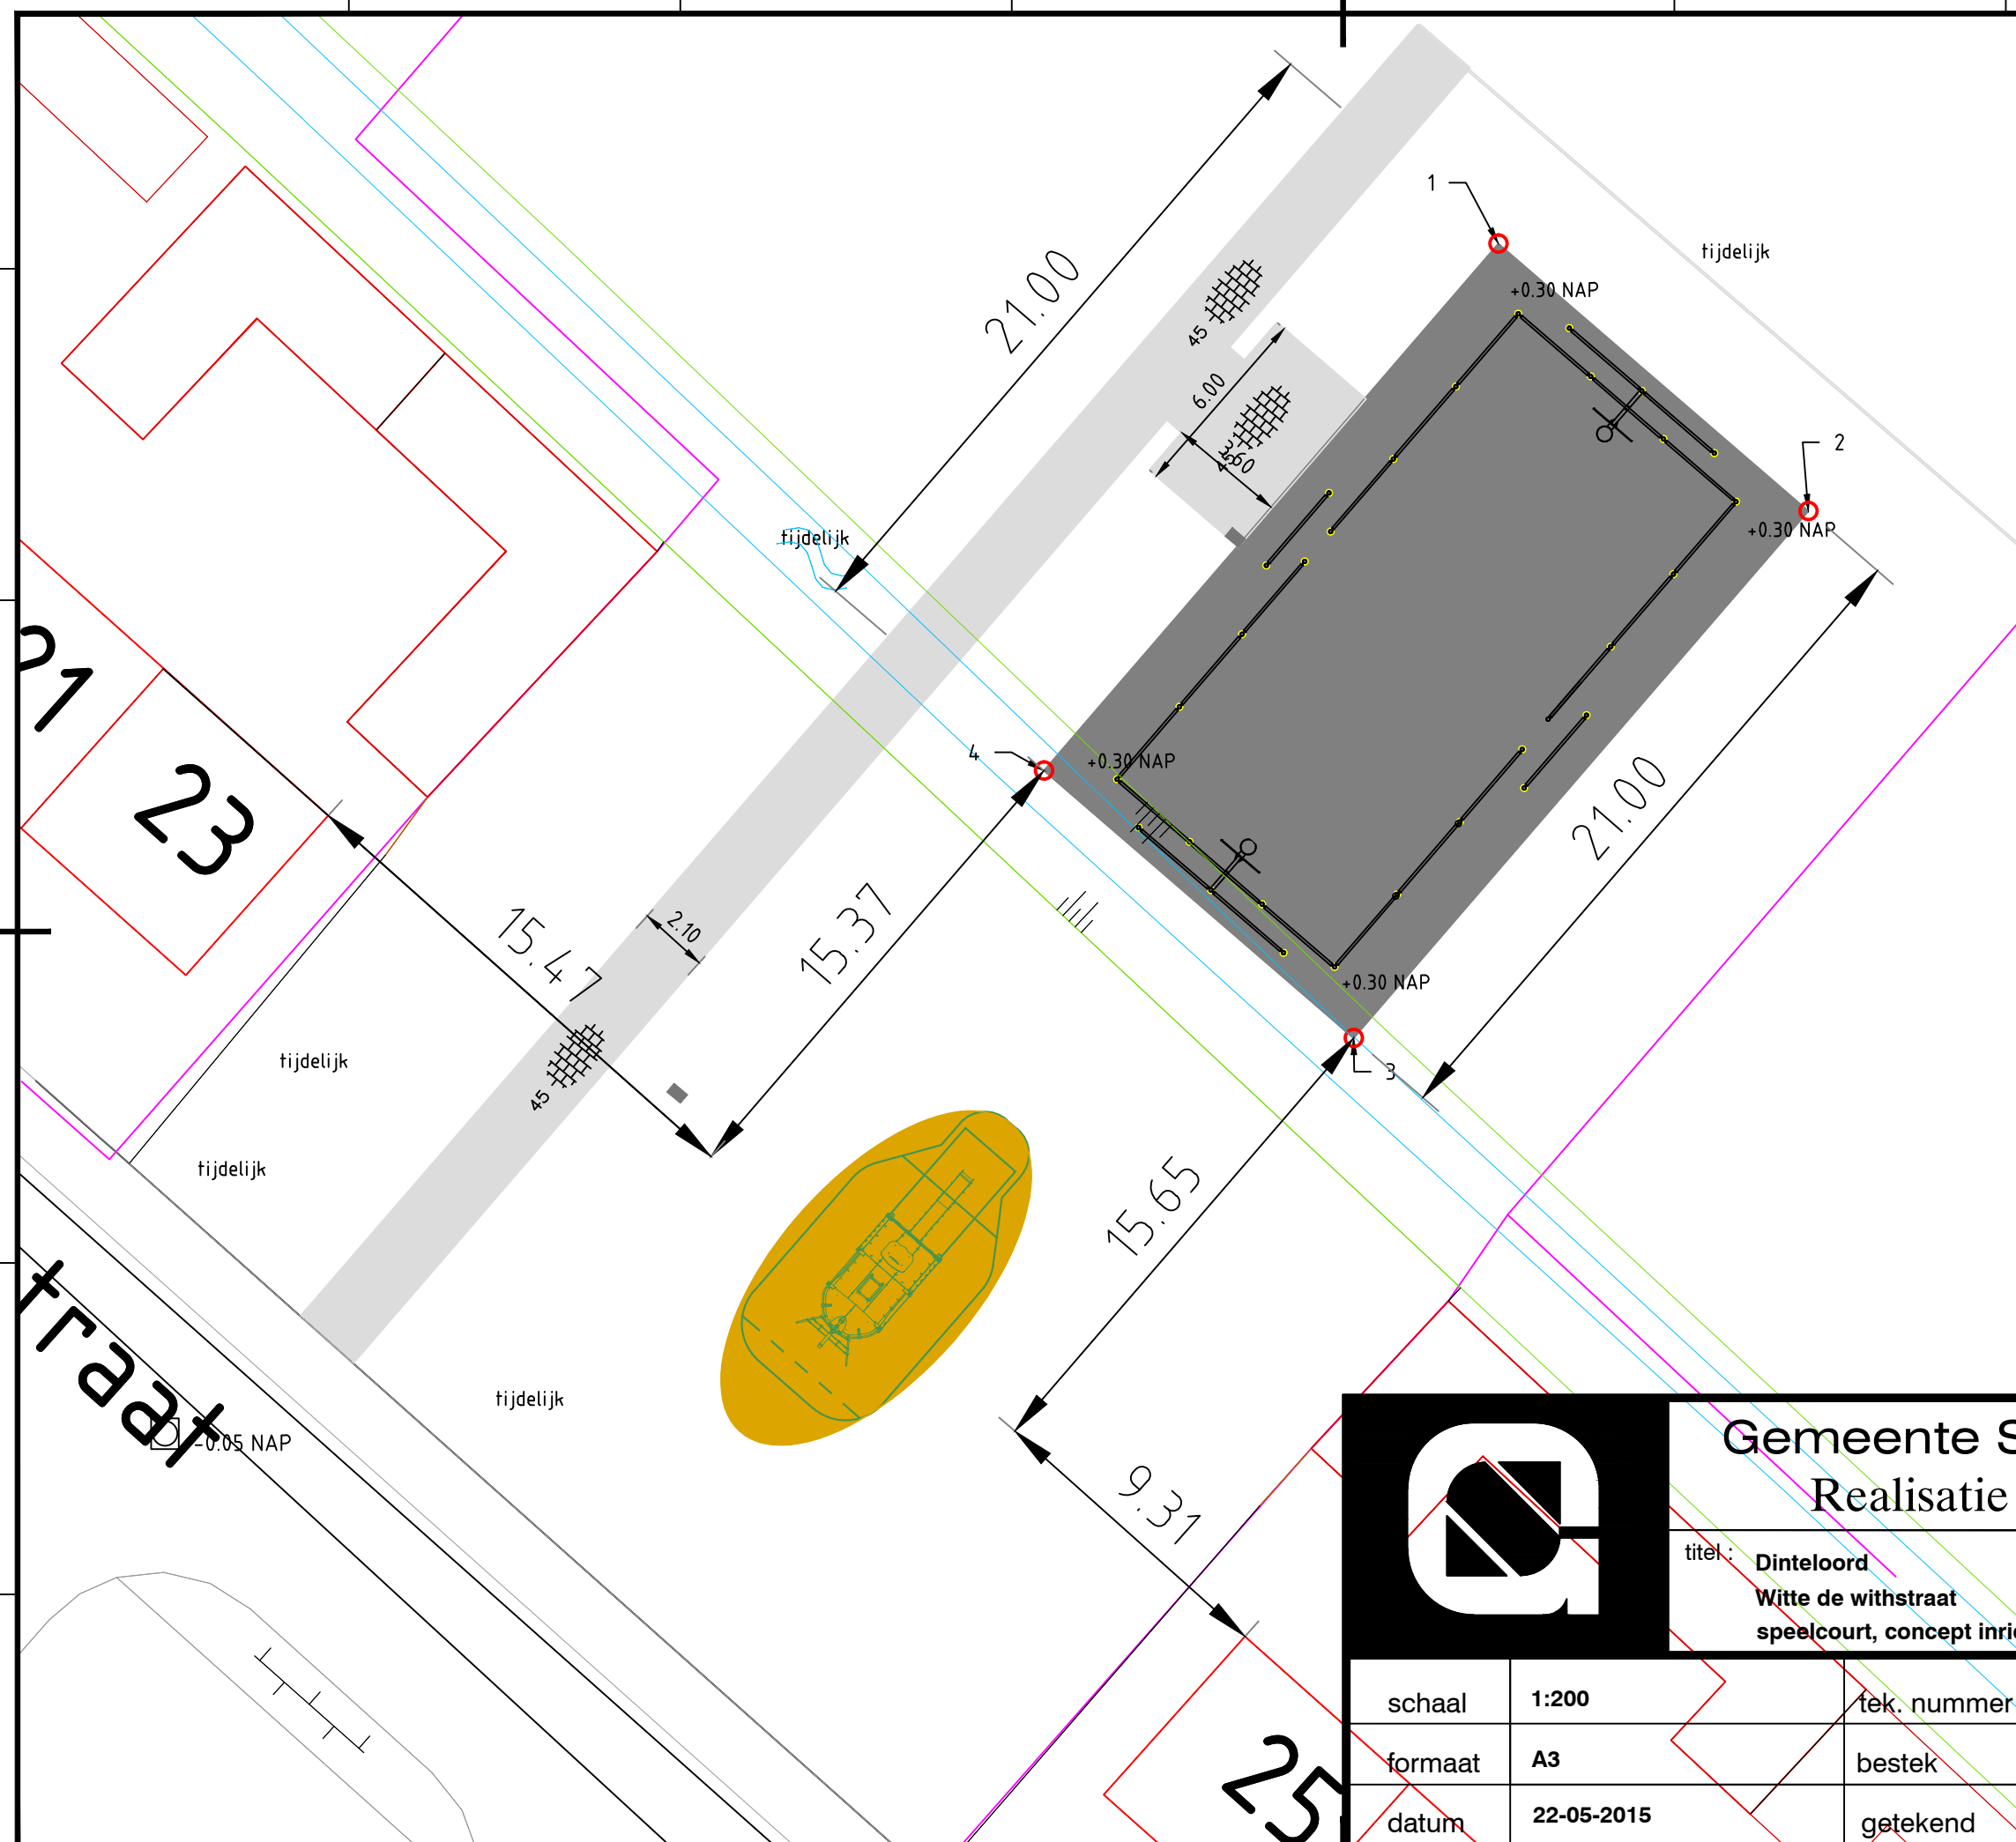 1
tijdelijk
21.00
+0.30 NAP
45
6.00
2
3.60
45
+0.30 NAP
tijdelijk
21
23
4
+0.30 NAP
21.00
2.10
15.47
15.37
+0.30 NAP
3
tijdelijk
45
tijdelijk
15.65
traat
-0.05 NAP
tijdelijk
9.31
25
Gemeente S
Realisatie
titel :
Dinteloord
Witte de withstraat
speelcourt, concept
schaal
1:200
tek. nummer
formaat
A3
bestek
datum
22-05-2015
getekend